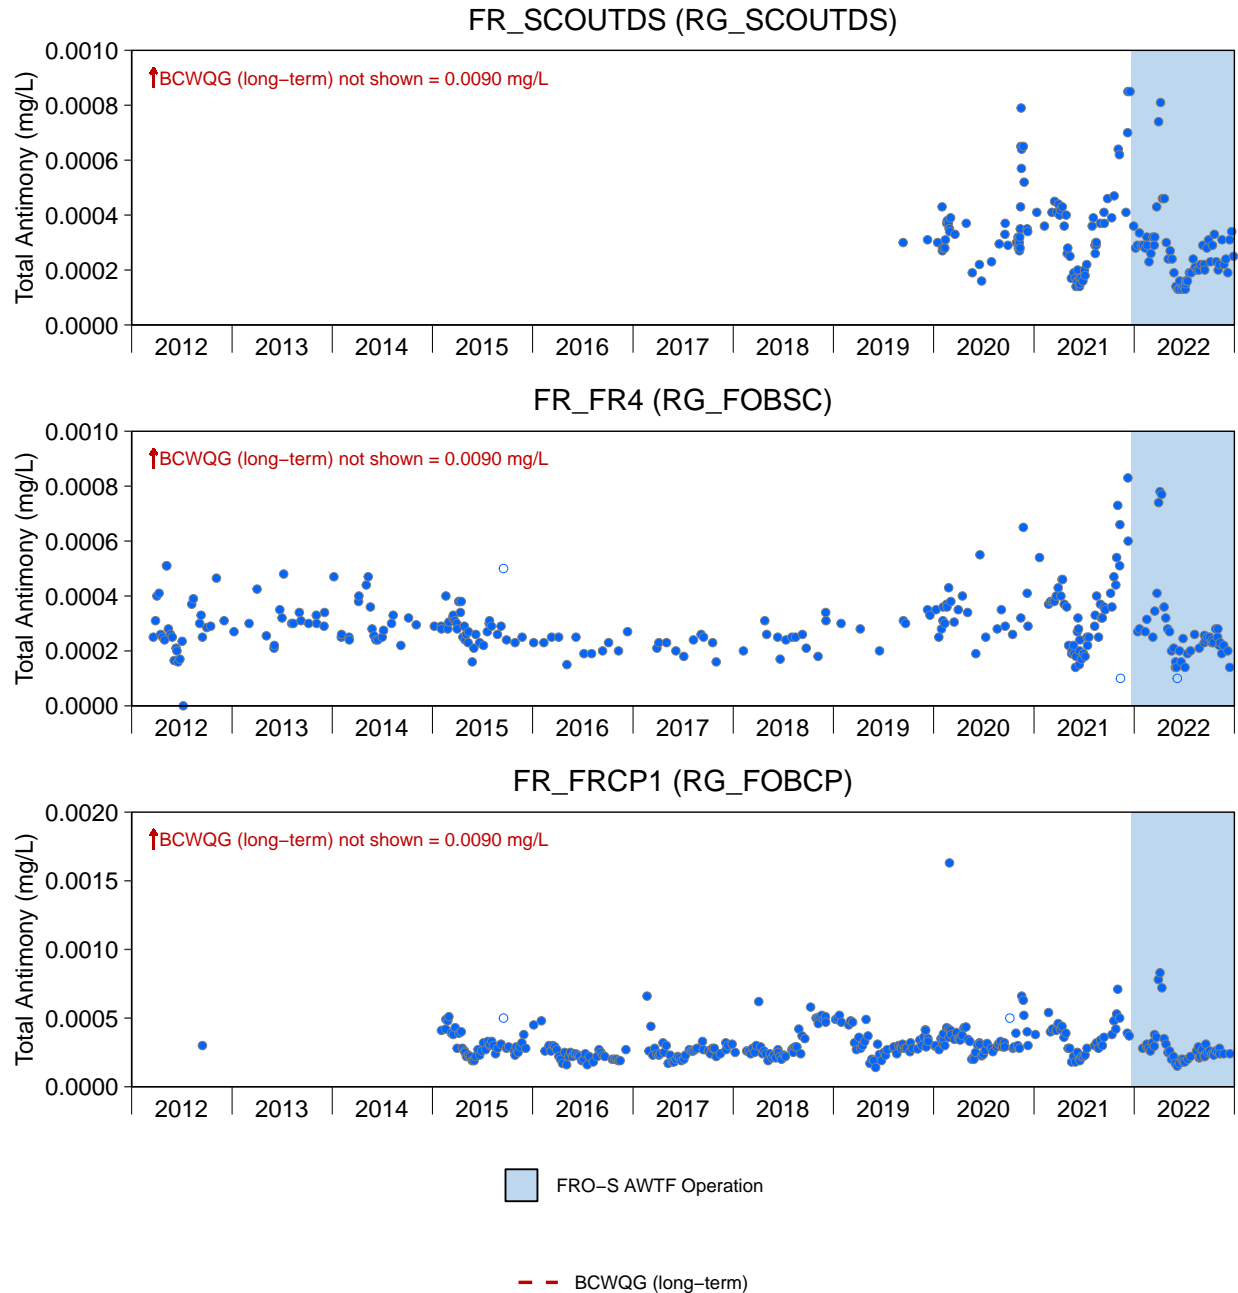 FR_SCOUTDS (RG_SCOUTDS)
Total Antimony (mg/L)
0.0010
0.0008
0.0006
0.0004
0.0002
0.0000
BCWQG (long−term) not shown = 0.0090 mg/L
2012 2013 2014 2015 2016 2017 2018 2019 2020 2021 2022
FR_FR4 (RG_FOBSC)
Total Antimony (mg/L)
0.0010
0.0008
0.0006
0.0004
0.0002
0.0000
BCWQG (long−term) not shown = 0.0090 mg/L
2012 2013 2014 2015 2016 2017 2018 2019 2020 2021 2022
FR_FRCP1 (RG_FOBCP)
Total Antimony (mg/L)
0.0020
0.0015
0.0010
0.0005
0.0000
BCWQG (long−term) not shown = 0.0090 mg/L
2012 2013 2014 2015 2016 2017 2018 2019 2020 2021 2022
FRO−S AWTF Operation
BCWQG (long−term)